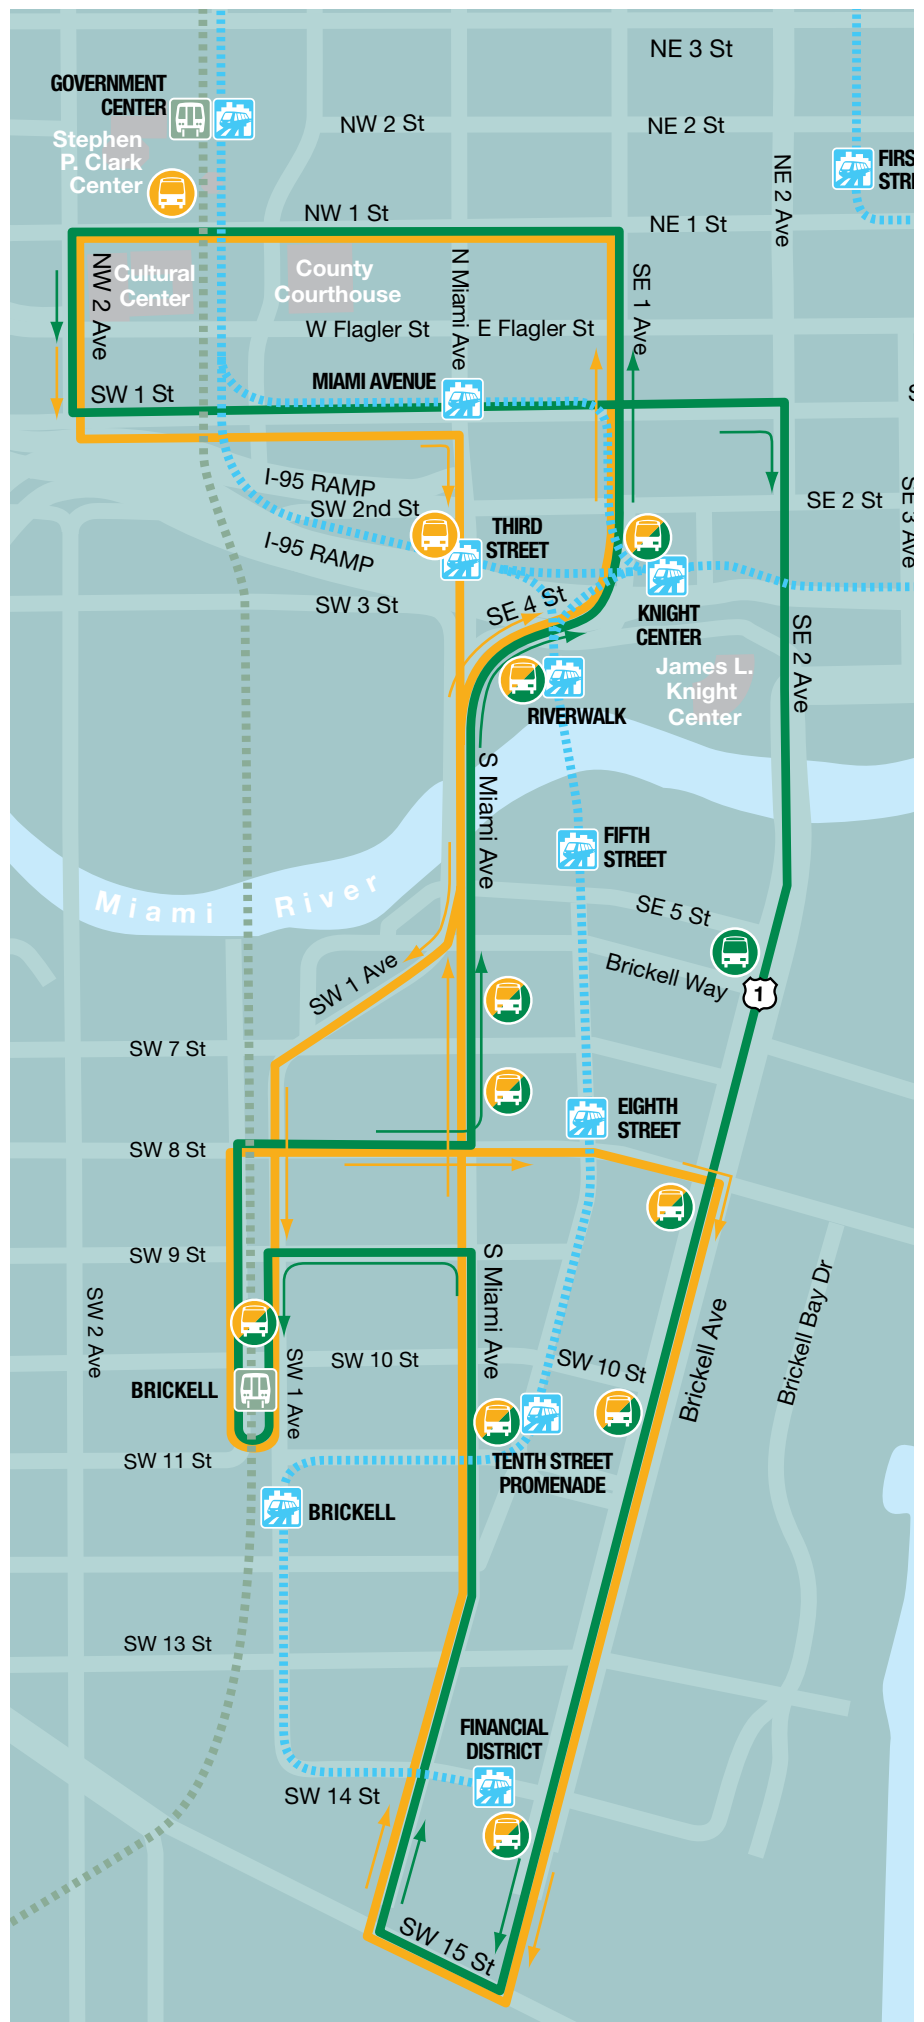 NE 3 St
GOVERNMENT
CENTER
NW 2 St
NE 2 St
Stephen
P. Clark
Center
FIRS
STRE
NE 2 Ave
NW 1 St
NE 1 St
NW 2 Ave
Cultural
Center
County
Courthouse
N Miami Ave
SE 1 Ave
W Flagler St
E Flagler St
MIAMI AVENUE
SW 1 St
I-95 RAMP
SW 2nd St
I-95 RAMP
THIRD
STREET
SE 2 St
SE 3 Ave
SW 3 St
SE 4 St
KNIGHT
CENTER
SE 2 Ave
James L.
Knight
Center
RIVERWALK
S Miami Ave
FIFTH
STREET
Miami River
SE 5 St
Brickell Way
1
SW 1 Ave
SW 7 St
EIGHTH
STREET
SW 8 St
SW 9 St
S Miami Ave
SW 2 Ave
Brickell Bay Dr
Brickell Ave
SW 10 St
SW 10 St
SW 1 Ave
BRICKELL
SW 11 St
TENTH STREET
PROMENADE
BRICKELL
SW 13 St
FINANCIAL
DISTRICT
SW 14 St
SW 15 St